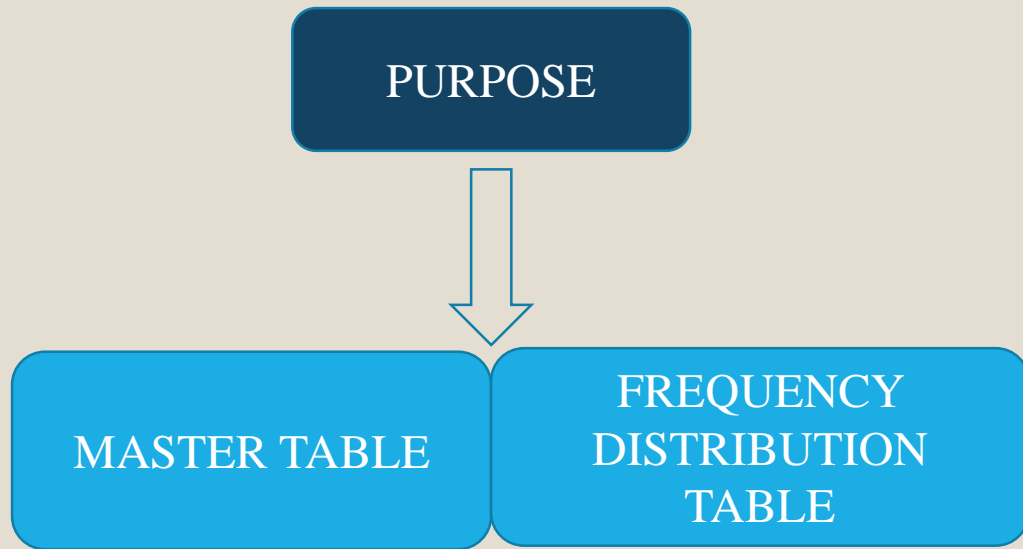 PURPOSE
MASTER TABLE
FREQUENCY
DISTRIBUTION
TABLE